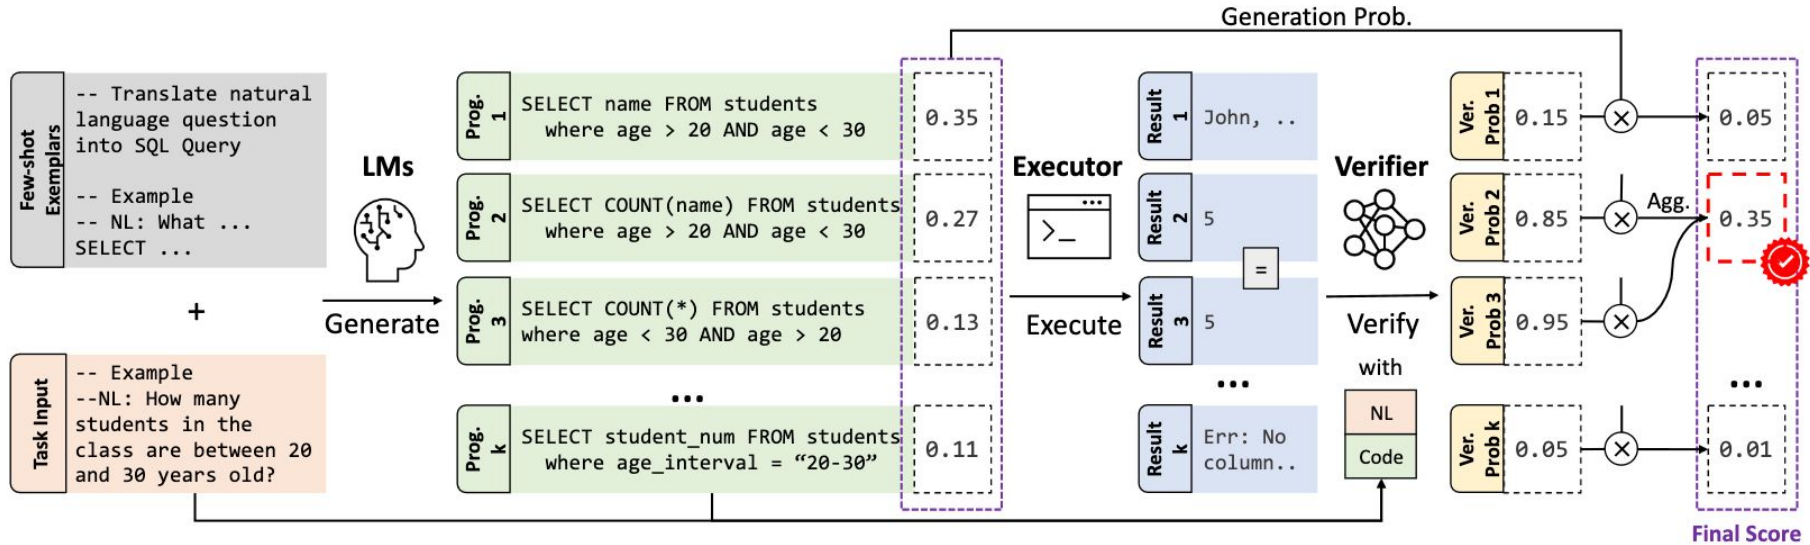 Generation Prob.
Few-shot
Exemplars
-- Translate natural
language question
into SQL Query
-- Example
-- NL: What ...
SELECT ...
+
Task Input
-- Example
--NL: How many
students in the
class are between 20
and 30 years old?
LMs
Generate
Prog.
1
SELECT name FROM students
where age > 20 AND age < 30
0.35
Prog.
2
SELECT COUNT(name) FROM students
where age > 20 AND age < 30
0.27
Prog.
3
SELECT COUNT(*) FROM students
where age < 30 AND age > 20
0.13
...
Prog.
k
SELECT student_num FROM students
where age_interval = “20-30”
0.11
Executor
>_
Execute
Result
1
John, ..
Result
2
5
=
Result
3
5
...
Result
k
Err: No
column..
Verifier
Verify
with
NL
Code
Ver.
Prob 1
0.15
Ver.
Prob 2
0.85
Ver.
Prob 3
0.95
Ver.
Prob k
0.05
Agg.
0.05
0.35
...
0.01
Final Score